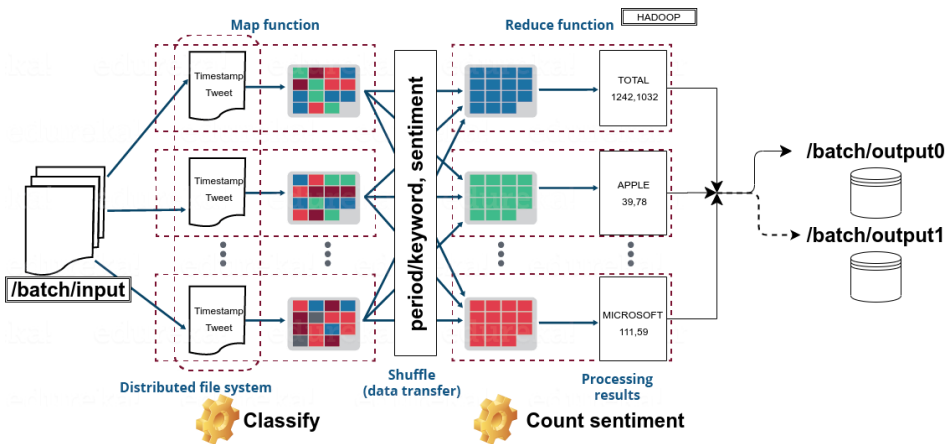 Map function
Reduce function
HADOOP
Timestamp
Tweet
TOTAL
1242,1032
/batch/input
Timestamp
Tweet
period/keyword, sentiment
APPLE
39,78
/batch/output0
/batch/output1
Timestamp
Tweet
MICROSOFT
111,59
Distributed file system
Shuffle
(data transfer)
Processing
results
Classify
Count sentiment